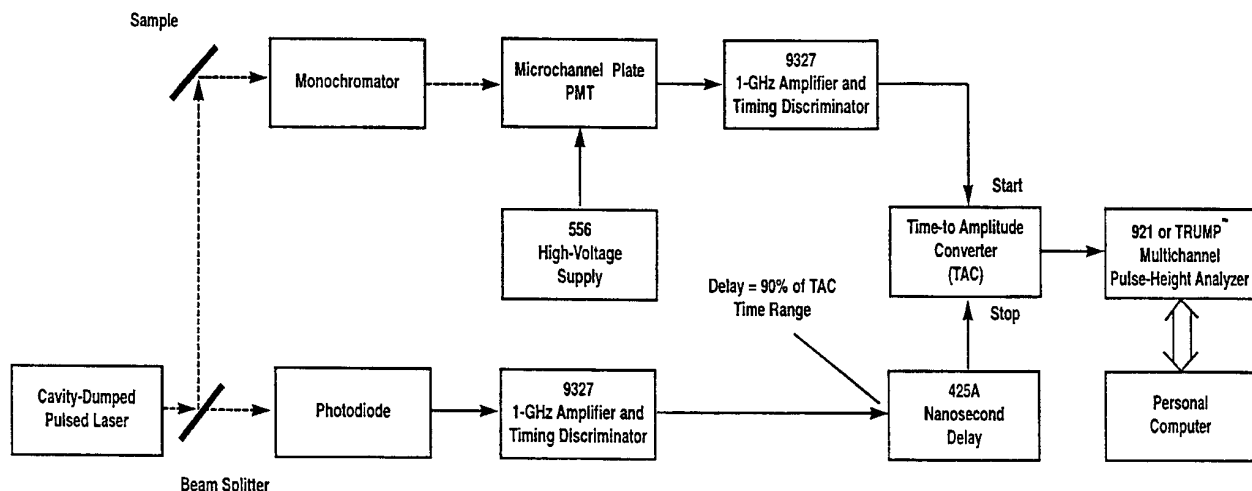 Sample
Monochromator
Microchannel Plate
PMT
9327
1-GHz Amplifier and
Timing Discriminator
556
High-Voltage
Supply
Start
Time-to Amplitude
Converter
(TAC)
921 or TRUMP™
Multichannel
Pulse-Height Analyzer
Delay = 90% of TAC
Time Range
Stop
Cavity-Dumped
Pulsed Laser
Photodiode
9327
1-GHz Amplifier and
Timing Discriminator
425A
Nanosecond
Delay
Personal
Computer
Beam Splitter